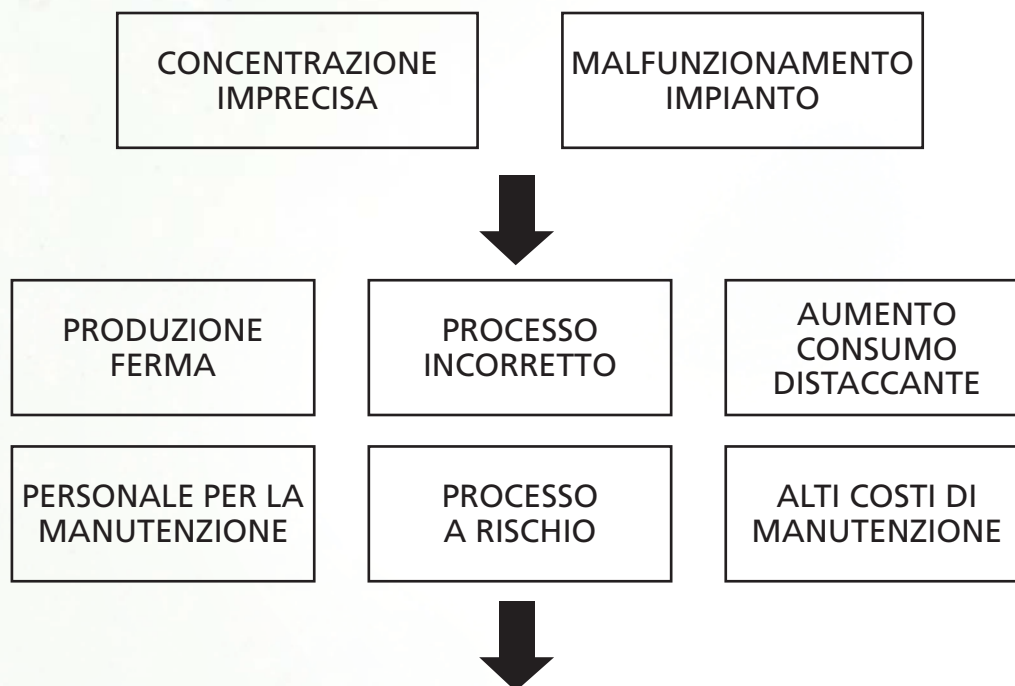 CONCENTRAZIONE
IMPRECISA
MALFUNZIONAMENTO
IMPIANTO
PRODUZIONE
FERMA
PROCESSO
INCORRETTO
AUMENTO
CONSUMO
DISTACCANTE
PERSONALE PER LA
MANUTENZIONE
PROCESSO
A RISCHIO
ALTI COSTI DI
MANUTENZIONE